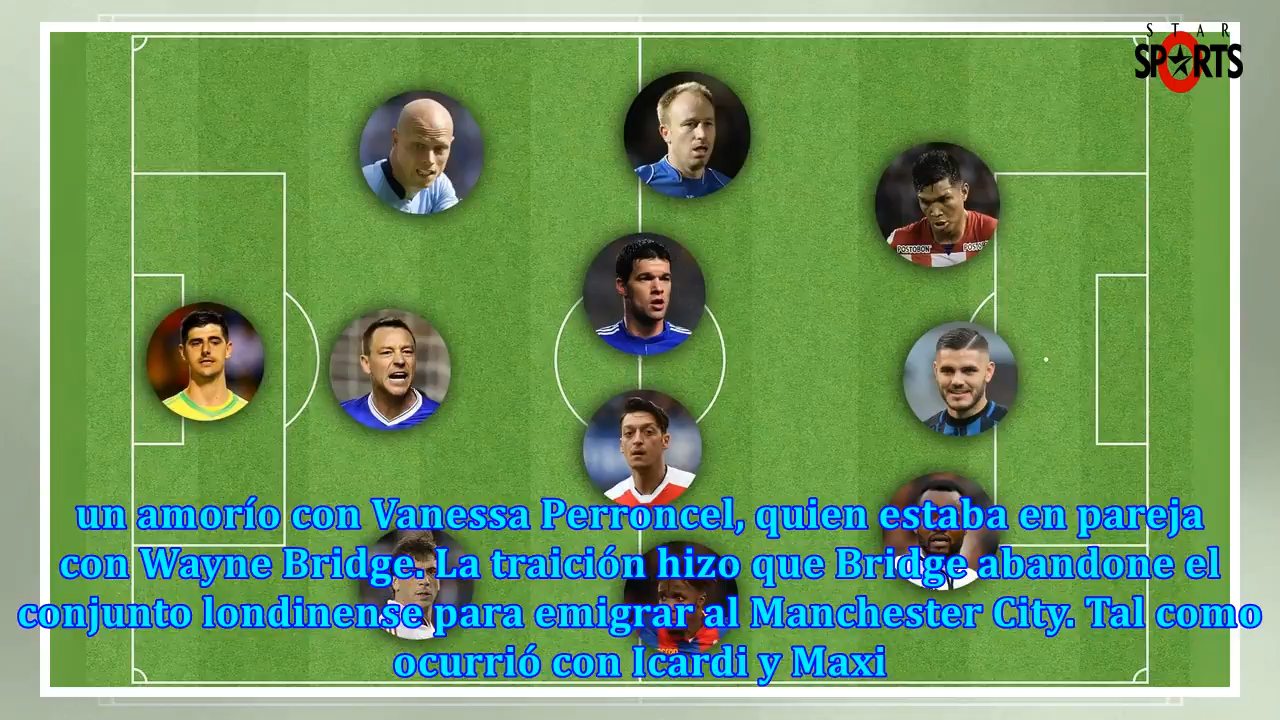 STAR
SPORTS
POSTOBON
un amorío con Vanessa Perroncel, quien estaba en pareja
con Wayne Bridge. La traición hizo que Bridge abandone el
conjunto londinense para emigrar al Manchester City. Tal como
ocurrió con Icardi y Maxi